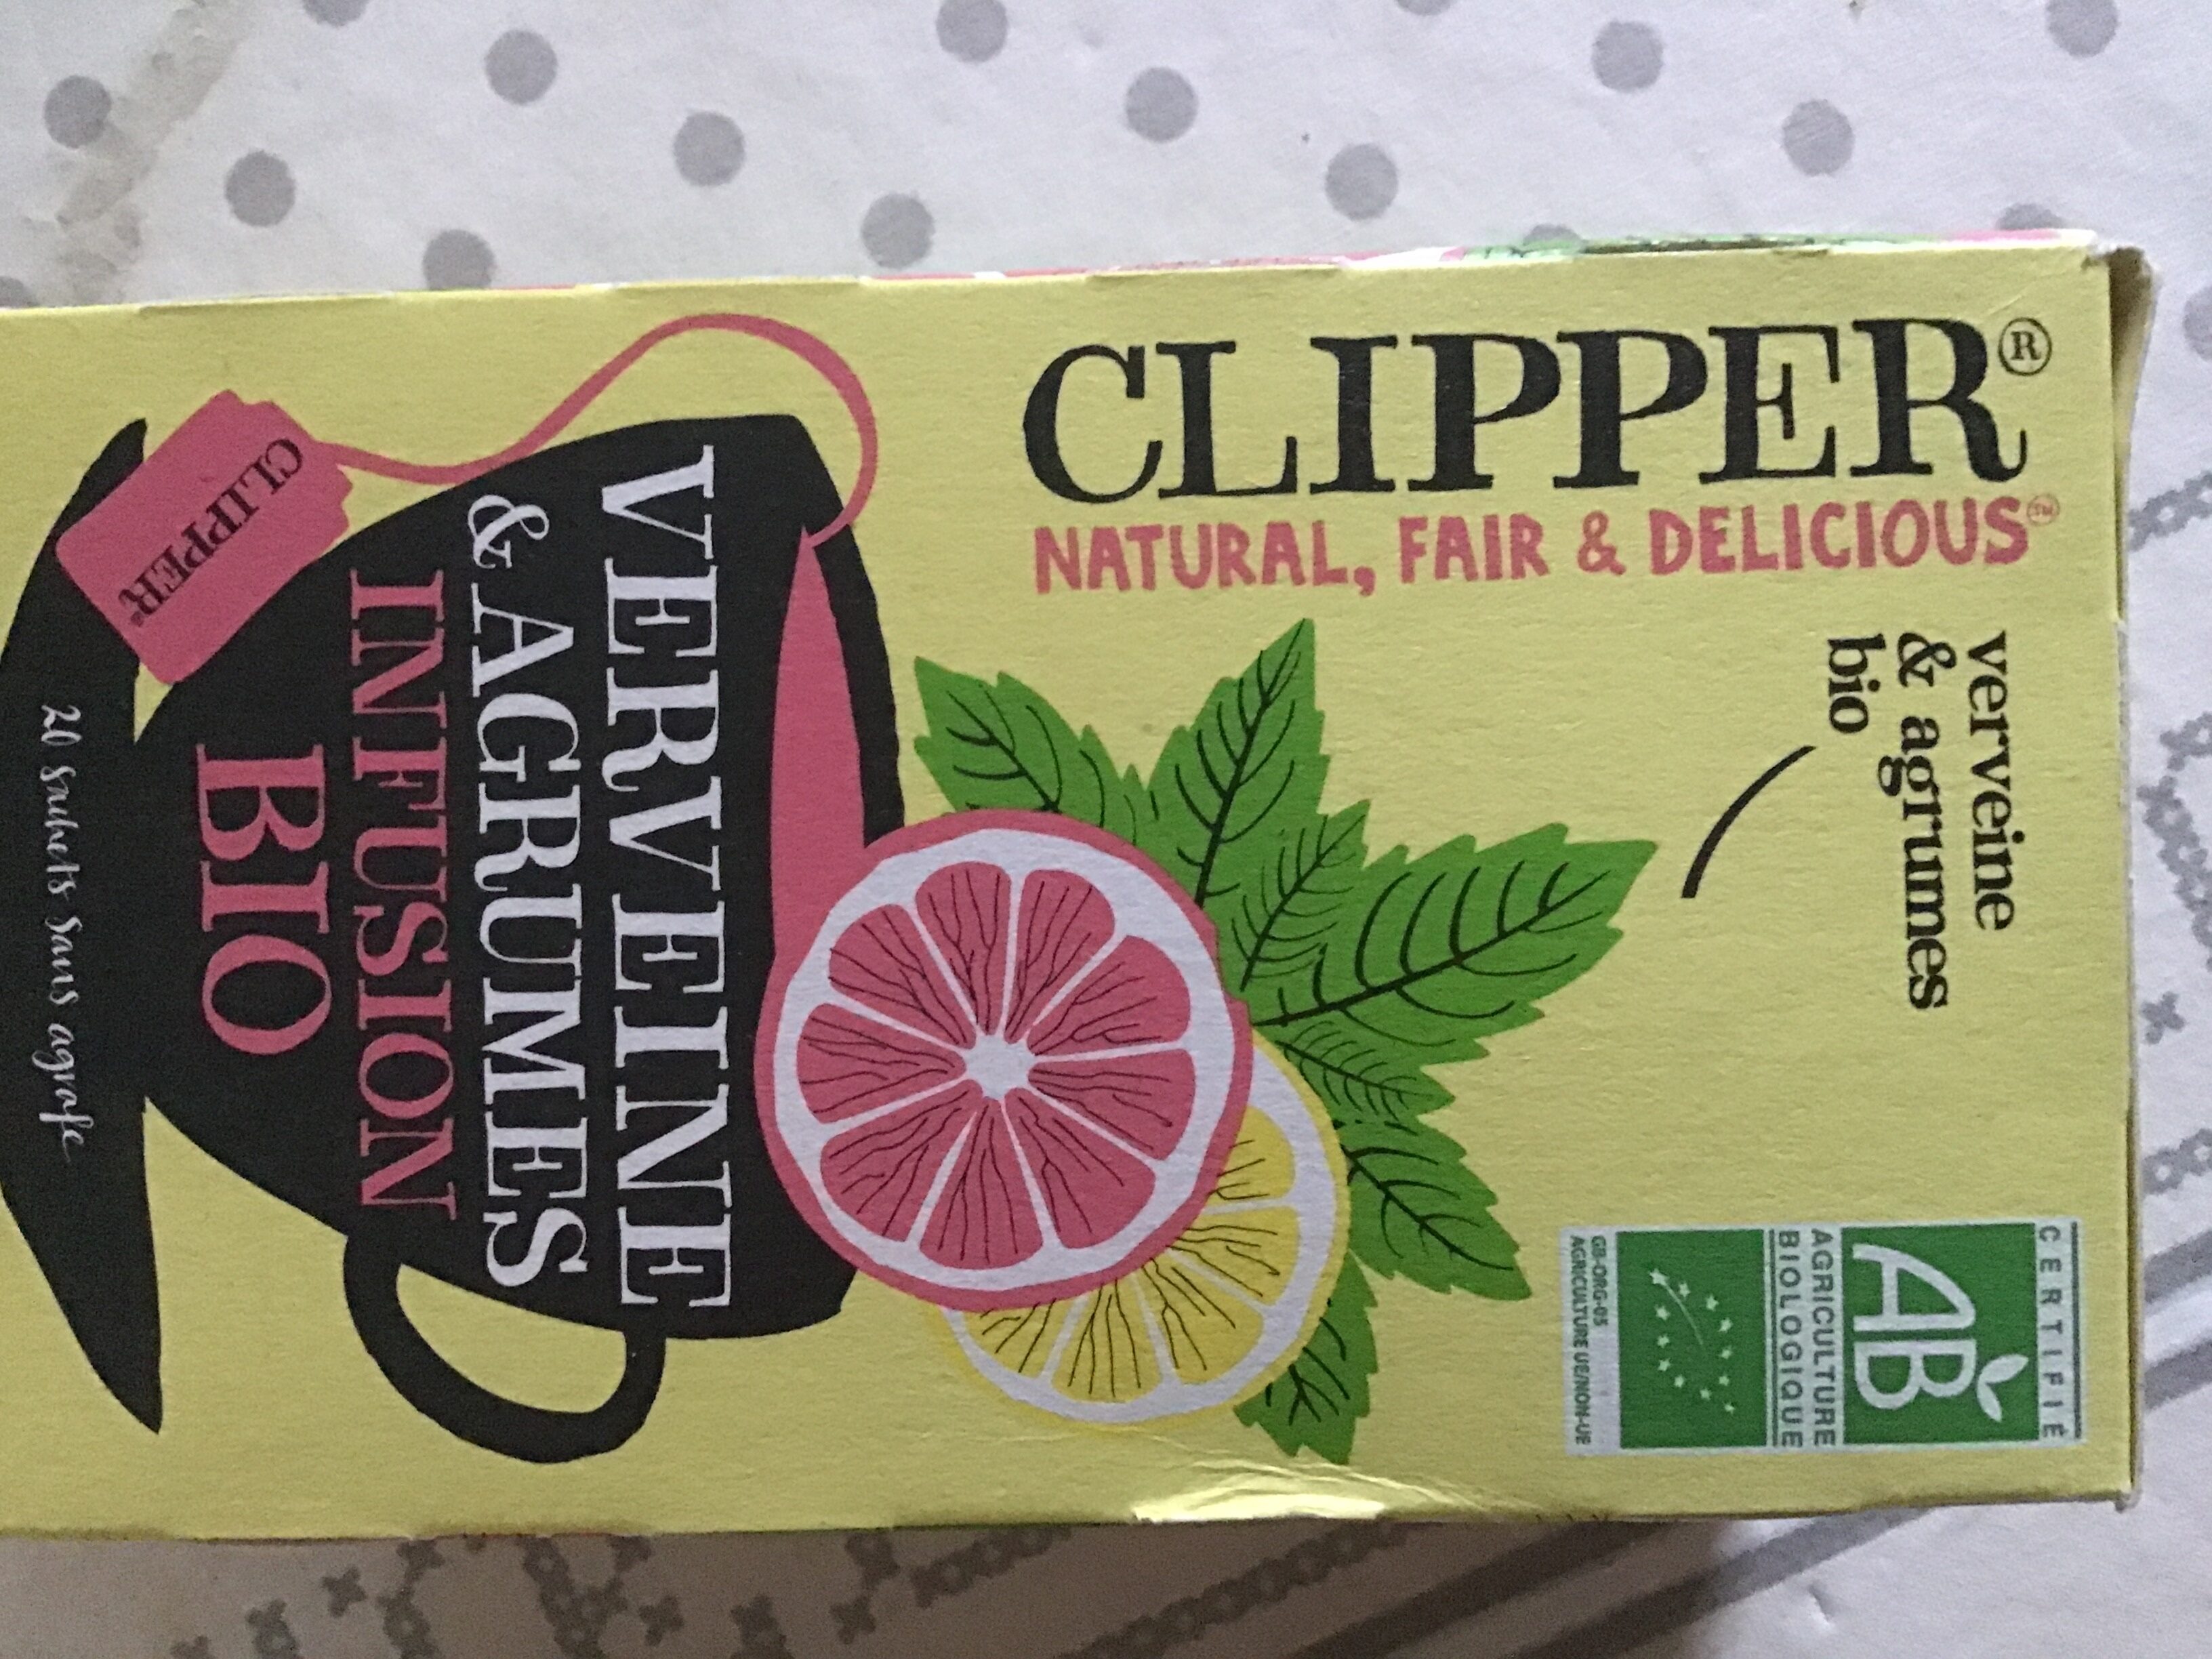 CLIPPER®
NATURAL, FAIR & DELICIOUS™
verveine
& agrumes
bio
CERTIFIÉ
AB
AGRICULTURE
BIOLOGIQUE
GB-ORG-05
AGRICULTURE UE/NON-UE
VERVEINE
& AGRUMES
INFUSION
BIO
CLIPPER®
20 sachets sans agrafe